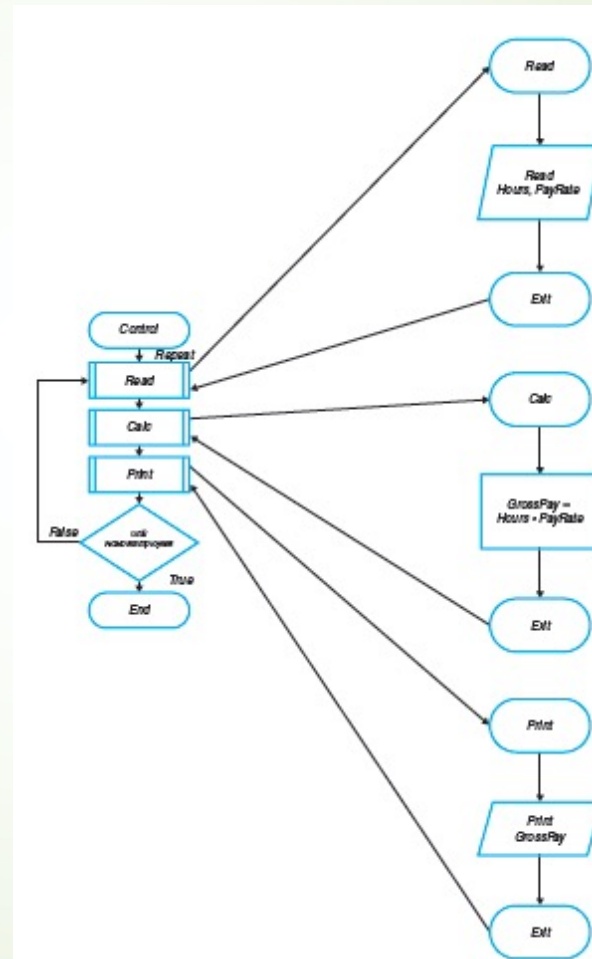 Read
Read
Hours, PayRate
Exit
Control
Repeat
Read
Calc
Print
False
True
End
Calc
GrossPay =
Hours * PayRate
Exit
Print
Print
GrossPay
Exit